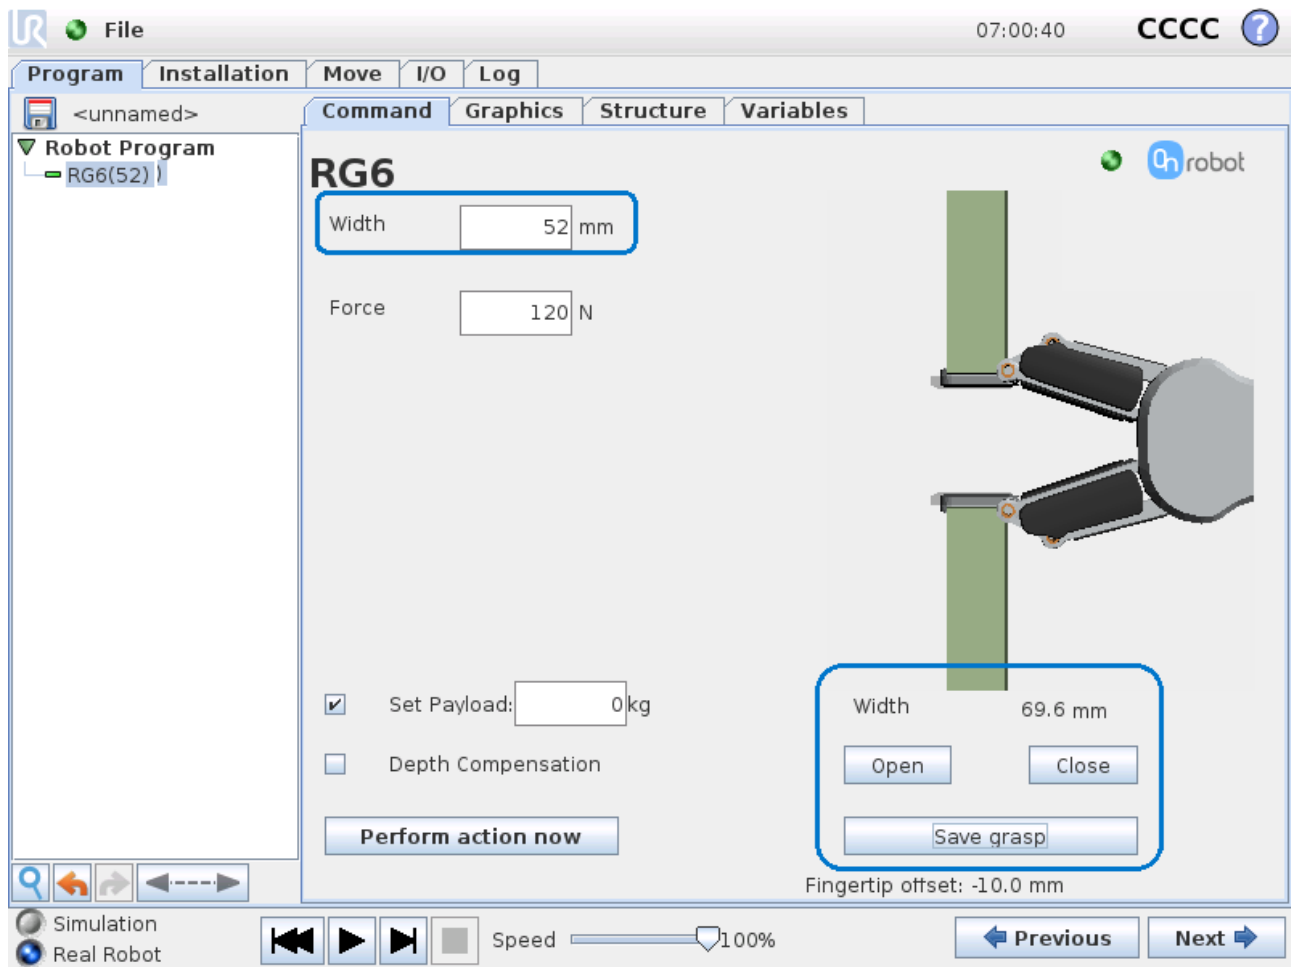 UR File 07:00:40 CCCC ?
Program Installation Move I/O Log
<unnamed> Command Graphics Structure Variables
Robot Program
RG6(52) )
RG6
On robot
Width 52 mm
Force 120 N
Set Payload: 0 kg
Depth Compensation
Perform action now
Width 69.6 mm
Open Close
Save grasp
Fingertip offset: -10.0 mm
Simulation
Real Robot
Speed 100%
Previous Next